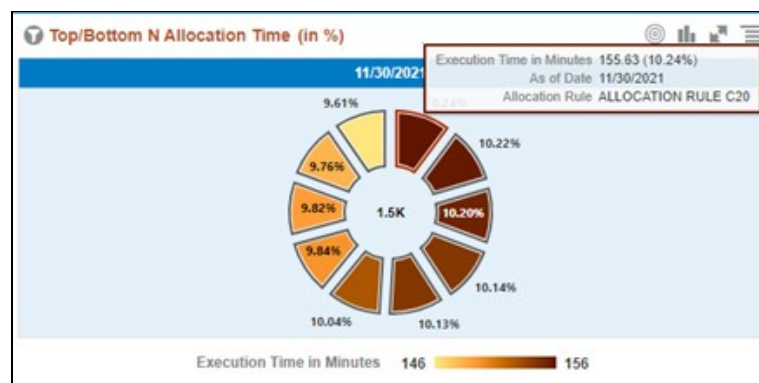 Top/Bottom N Allocation Time (in %)
Execution Time in Minutes 155.63 (10.24%)
As of Date 11/30/2021
Allocation Rule ALLOCATION RULE C20
11/30/2021
9.61%
10.22%
9.76%
9.82%
1.5K
10.20%
9.84%
10.14%
10.04%
10.13%
Execution Time in Minutes 146 156